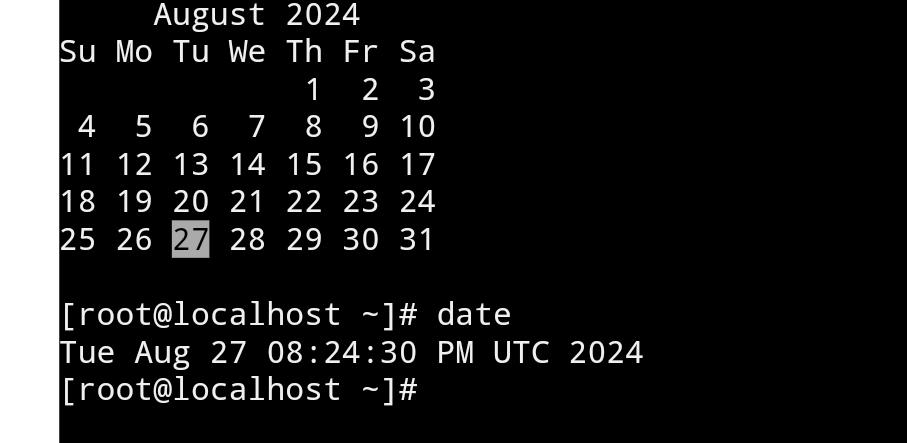 August 2024
Su Mo Tu We Th Fr Sa
             1  2  3
 4  5  6  7  8  9 10
11 12 13 14 15 16 17
18 19 20 21 22 23 24
25 26 27 28 29 30 31
[root@localhost ~]# date
Tue Aug 27 08:24:30 PM UTC 2024
[root@localhost ~]#